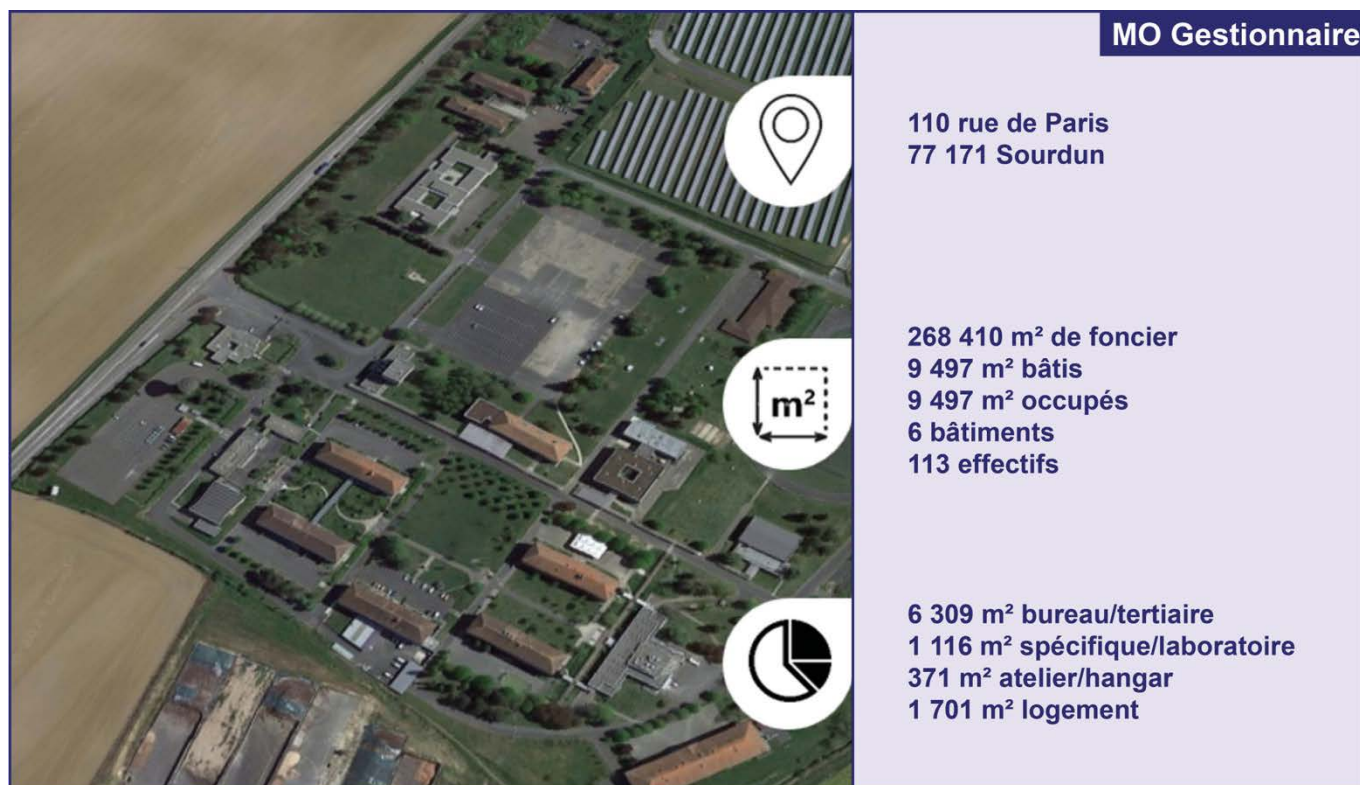 MO Gestionnaire
110 rue de Paris
77 171 Sourdun
268 410 m² de foncier
9 497 m² bâtis
9 497 m² occupés
6 bâtiments
113 effectifs
m²
6 309 m² bureau/tertiaire
1 116 m² spécifique/laboratoire
371 m² atelier/hangar
1 701 m² logement